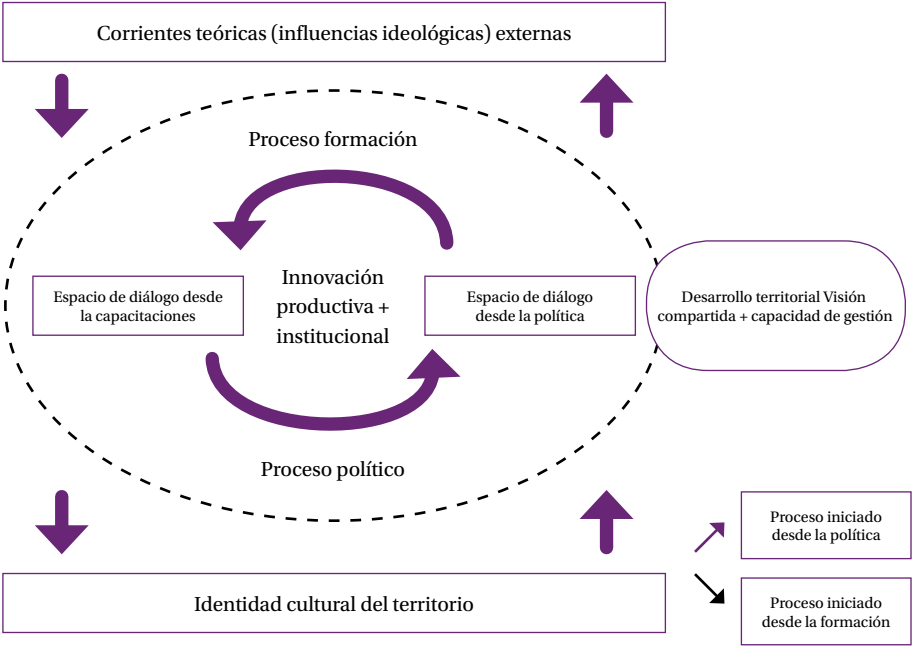 Corrientes teóricas (influencias ideológicas) externas
Proceso formación
Espacio de diálogo desde
la capacitaciones
Innovación
productiva +
institucional
Espacio de diálogo
desde la política
Desarrollo territorial Visión
compartida + capacidad de gestión
Proceso político
Identidad cultural del territorio
Proceso iniciado
desde la política
Proceso iniciado
desde la formación